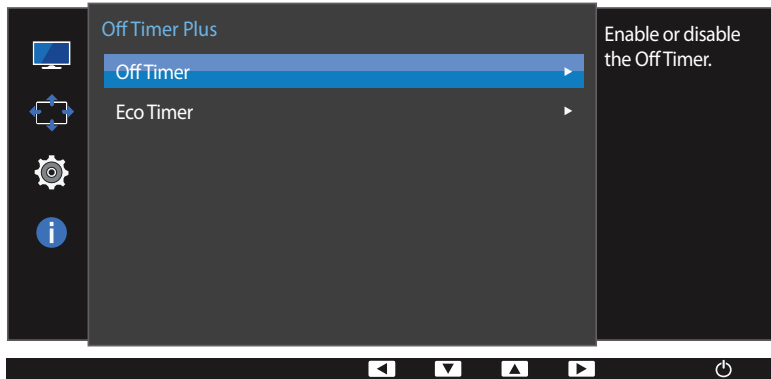 Off Timer Plus
Off Timer
Eco Timer
Enable or disable
the Off Timer.